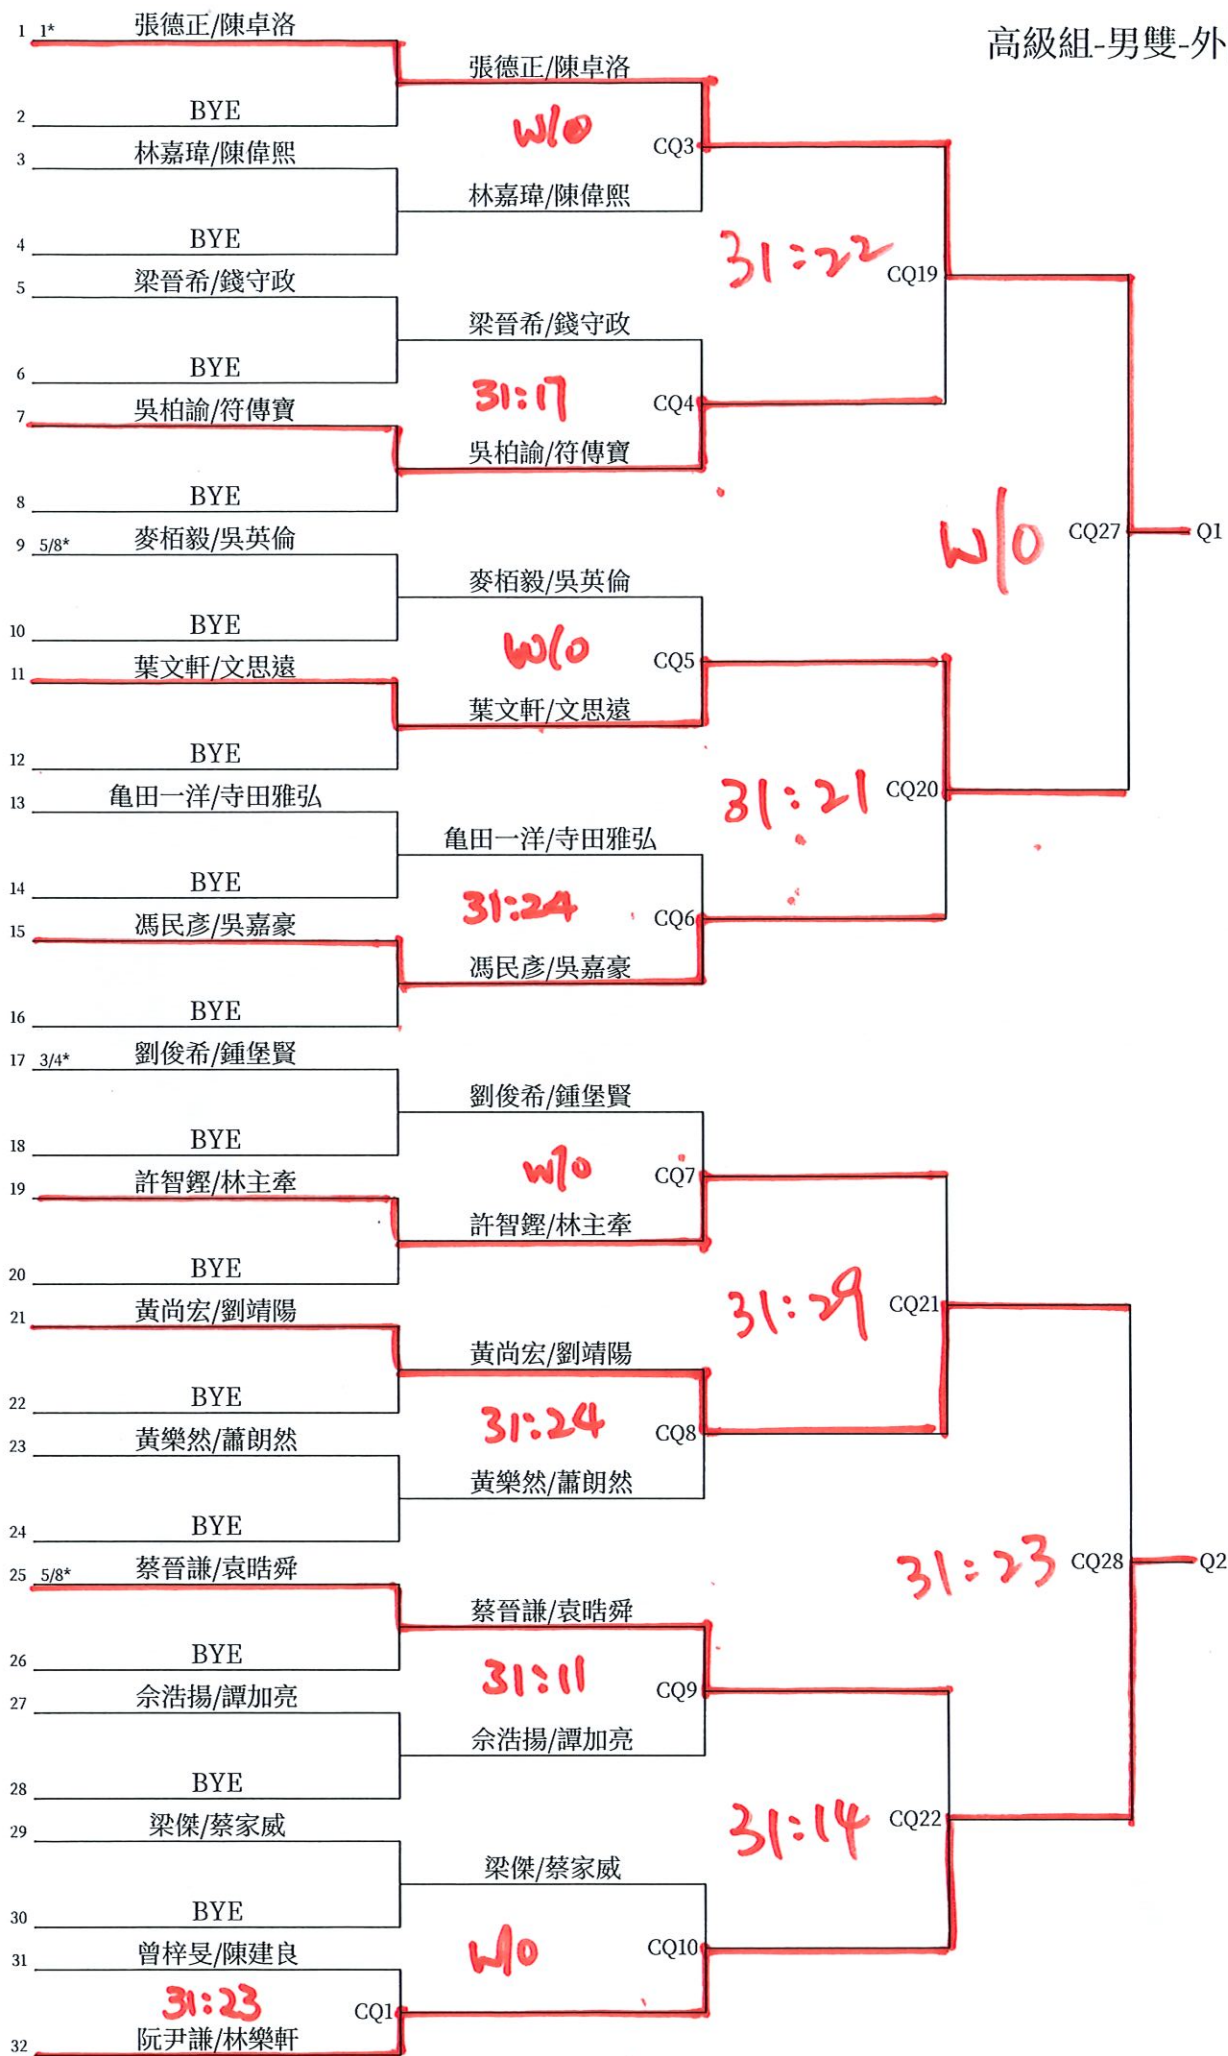 高級組-男雙-外
1 1* 張德正/陳卓洛
張德正/陳卓洛
2 BYE
W/O
CQ3
3 林嘉瑋/陳偉熙
林嘉瑋/陳偉熙
4 BYE
31:22
CQ19
5 梁晉希/錢守政
梁晉希/錢守政
6 BYE
31:17
CQ4
7 吳柏諭/符傳寶
吳柏諭/符傳寶
8 BYE
W/O
CQ27
Q1
9 5/8* 麥栢毅/吳英倫
麥栢毅/吳英倫
10 BYE
W/O
CQ5
11 葉文軒/文思遠
葉文軒/文思遠
12 BYE
31:21
CQ20
13 亀田一洋/寺田雅弘
亀田一洋/寺田雅弘
14 BYE
31:24
CQ6
15 馮民彥/吳嘉豪
馮民彥/吳嘉豪
16 BYE
17 3/4* 劉俊希/鍾堡賢
劉俊希/鍾堡賢
18 BYE
W/O
CQ7
19 許智鏗/林主牽
許智鏗/林主牽
20 BYE
31:29
CQ21
21 黃尚宏/劉靖陽
黃尚宏/劉靖陽
22 BYE
31:24
CQ8
23 黃樂然/蕭朗然
黃樂然/蕭朗然
24 BYE
31:23
CQ28
Q2
25 5/8* 蔡晉謙/袁晧舜
蔡晉謙/袁晧舜
26 BYE
31:11
CQ9
27 佘浩揚/譚加亮
佘浩揚/譚加亮
28 BYE
31:14
CQ22
29 梁傑/蔡家威
梁傑/蔡家威
30 BYE
W/O
CQ10
31 曾梓旻/陳建良
31:23
CQ1
32 阮尹謙/林樂軒